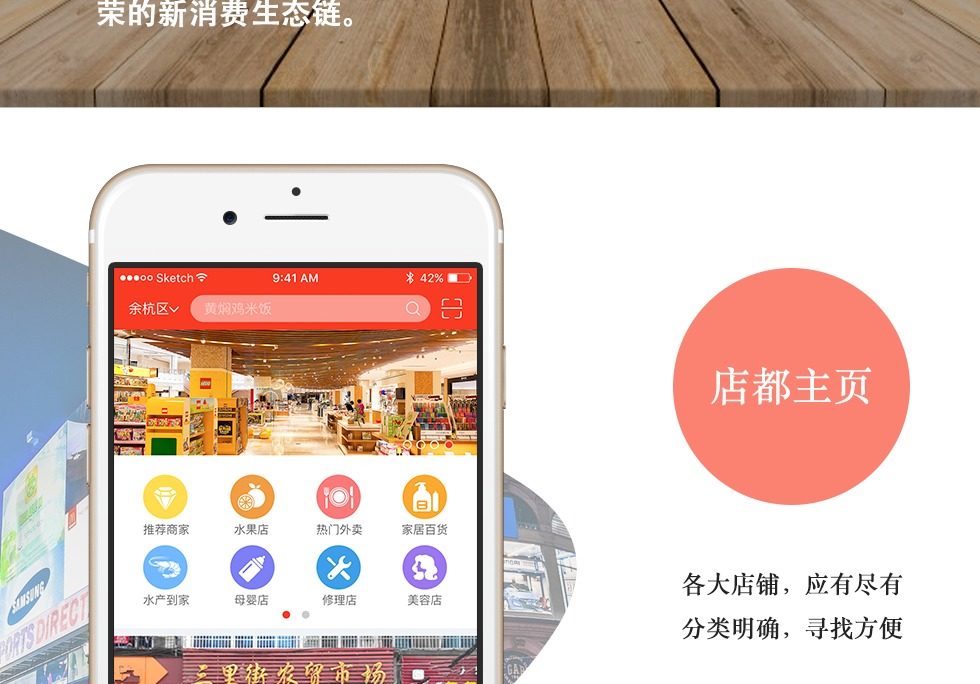 荣的新消费生态链。
Sketch
9:41 AM
42%
余杭区
黄焖鸡米饭
LEGO
店都主页
推荐商家
水果店
热门外卖
家居百货
水产到家
母婴店
修理店
美容店
各大店铺，应有尽有
分类明确，寻找方便
SAMSUNG
PORTS DIRECT
三里街农贸市场